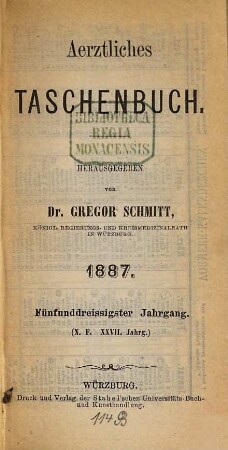 Aerztliches
TASCHENBUCH.
BIBLIOTHECA
REGIA
MONACENSIS
HERAUSGEGEBEN
von
Dr. GREGOR SCHMITT,
KÖNIGL. REGIERUNGS- UND KREISMEDIZINALRATH
IN WÜRZBURG.
1887.
Fünfunddreissigster Jahrgang.
(N. F. XXVII. Jahrg.)
WÜRZBURG.
Druck und Verlag der Stahel'schen Universitäts-Buch-
und Kunsthandlung.